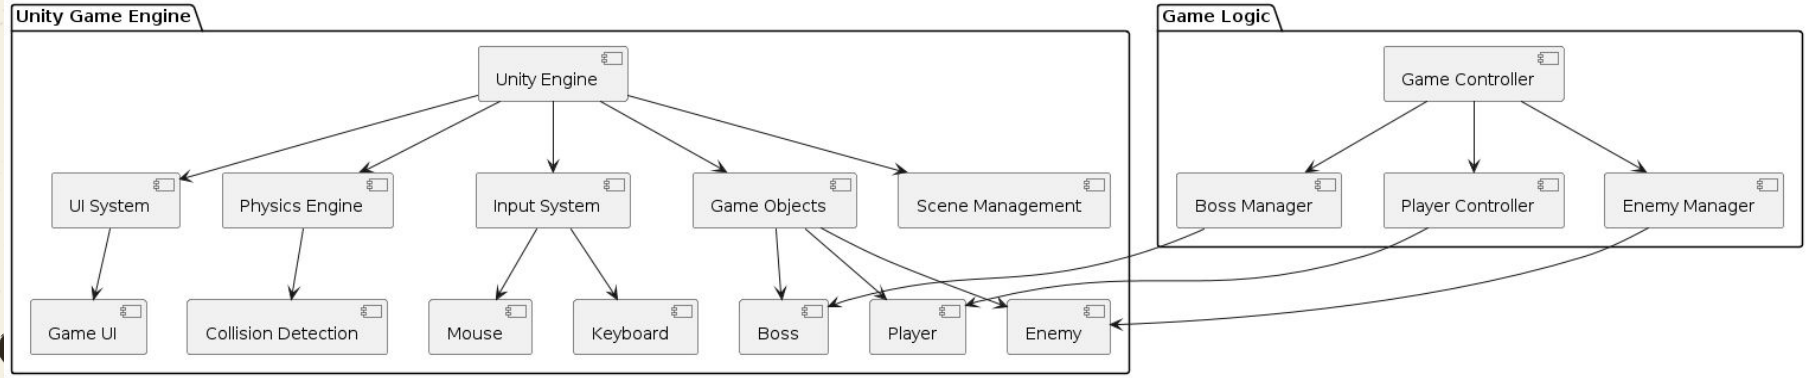 Unity Game Engine
Game Logic
Unity Engine
Game Controller
UI System
Physics Engine
Input System
Game Objects
Scene Management
Boss Manager
Player Controller
Enemy Manager
Game UI
Collision Detection
Mouse
Keyboard
Boss
Player
Enemy